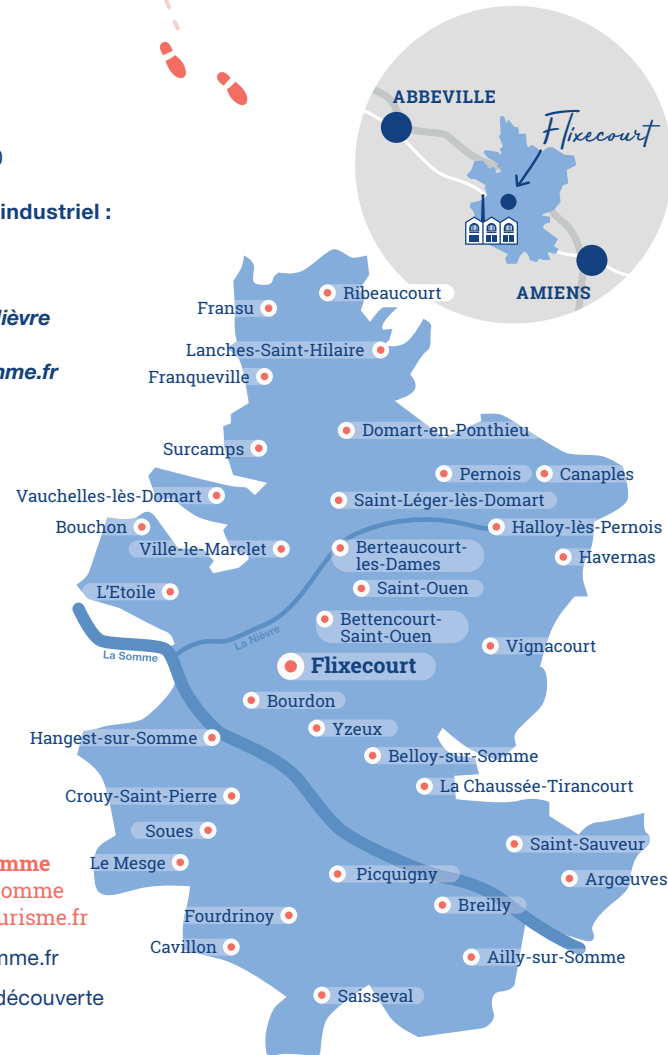 ABBEVILLE
Flixecourt
AMIENS
industriel :
Ribeaucourt
Fransu
Lanches-Saint-Hilaire
Franqueville
Domart-en-Ponthieu
Surcamps
Pernois
Canaples
Vauchelles-lès-Domart
Saint-Léger-lès-Domart
Bouchon
Halloy-lès-Pernois
Ville-le-Marclet
Berteaucourt-
les-Dames
Havernas
L'Etoile
Saint-Ouen
Bettencourt-
Saint-Ouen
La Nièvre
Vignacourt
La Somme
Flixecourt
Bourdon
Yzeux
Hangest-sur-Somme
Belloy-sur-Somme
La Chaussée-Tirancourt
Crouy-Saint-Pierre
Soues
Saint-Sauveur
Le Mesge
Picquigny
Argœuves
Breilly
Fourdrinoy
Cavillon
Ailly-sur-Somme
Saisseval
ièvre
mme.fr
omme
omme
urisme.fr
mme.fr
découverte